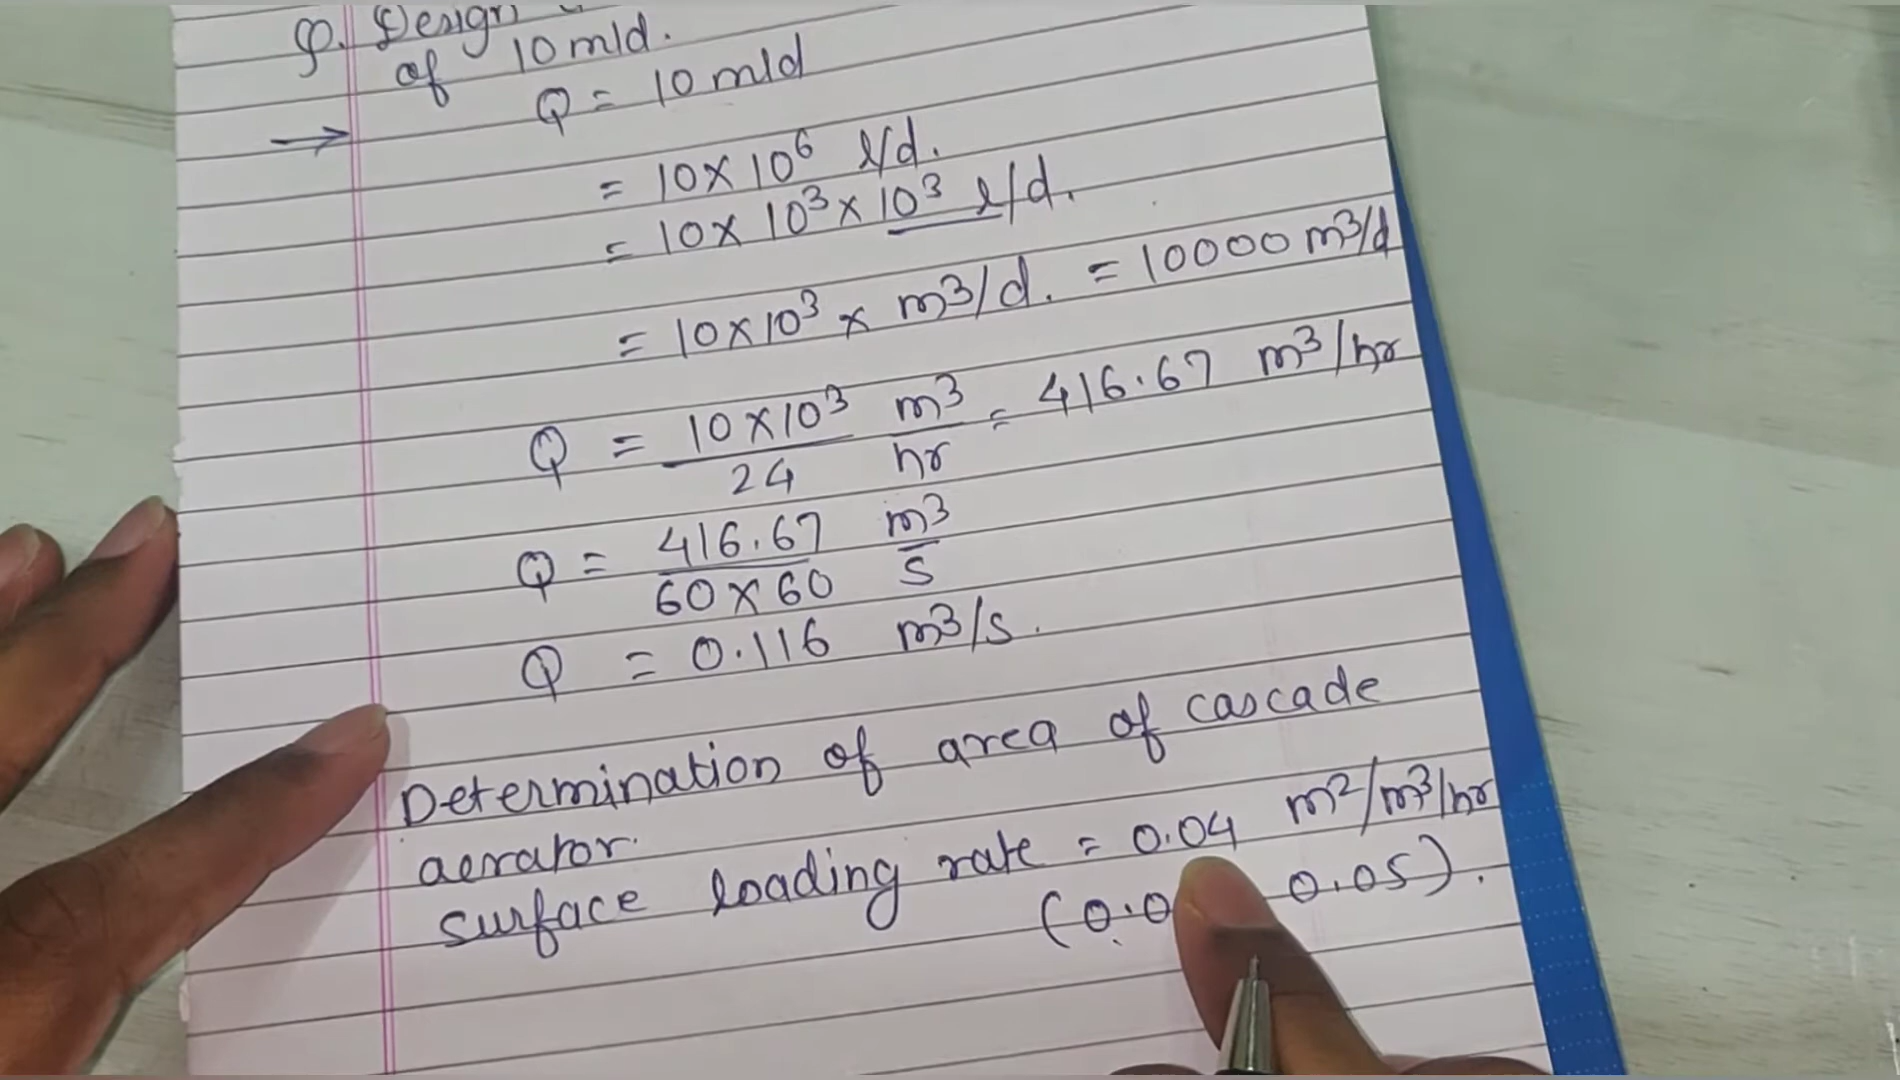 Q. Design
of 10 mld.
Q = 10 mld
= 10 × 10⁶ l/d.
= 10 × 10³ × 10³ l/d.
= 10 × 10³ × m³/d. = 10000 m³/d
Q = 10 × 10³ / 24 m³/hr = 416.67 m³/hr
Q = 416.67 / 60 × 60 m³/s
Q = 0.116 m³/s.
Determination of area of cascade
aerator.
surface loading rate = 0.04 m²/m³/hr
(0.0 0.05).